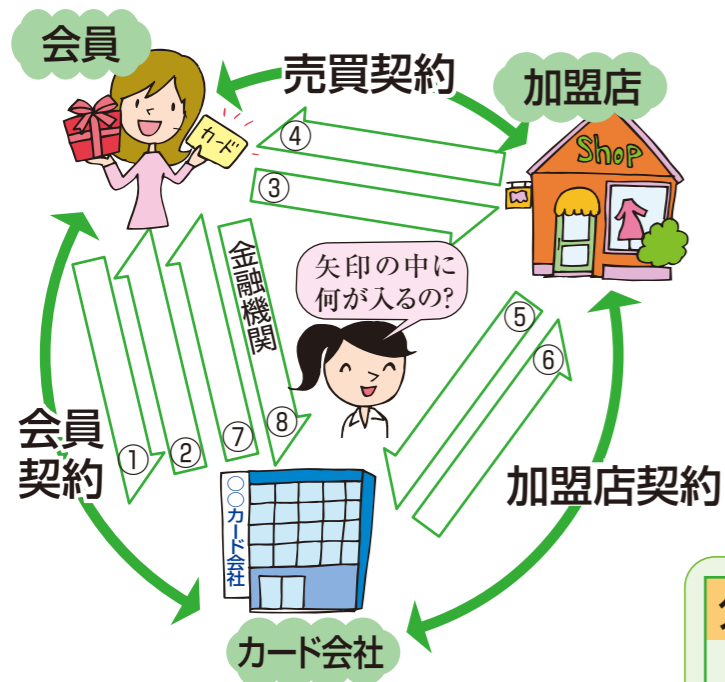 会員
売買契約
加盟店
カード
Shop
④
③
金融機関
矢印の中に
何が入るの?
⑤
⑥
会員
契約
①
②
⑦
⑧
加盟店契約
○○カード会社
カード会社